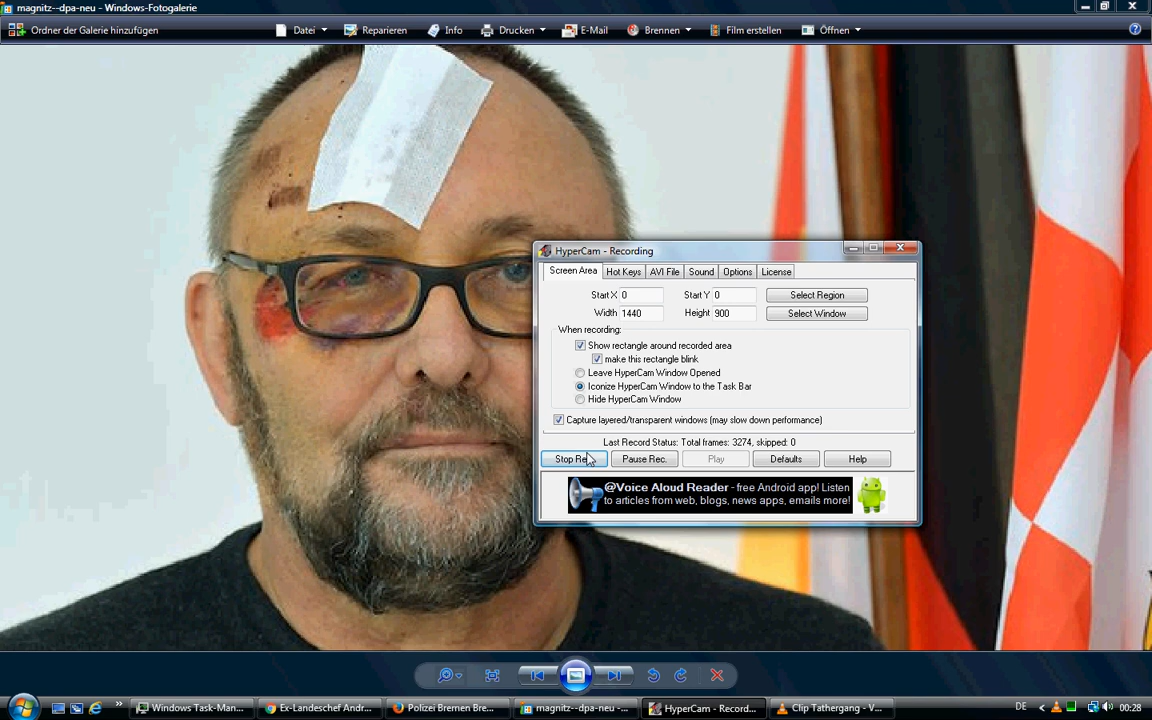 magnitz--dpa-neu - Windows-Fotogalerie
Ordner der Galerie hinzufügen
Datei
Reparieren
Info
Drucken
E-Mail
Brennen
Film erstellen
Öffnen
HyperCam - Recording
Screen Area
Hot Keys
AVI File
Sound
Options
License
Start X 0
Start Y 0
Select Region
Width 1440
Height 900
Select Window
When recording:
Show rectangle around recorded area
make this rectangle blink
Leave HyperCam Window Opened
Iconize HyperCam Window to the Task Bar
Hide HyperCam Window
Capture layered/transparent windows (may slow down performance)
Last Record Status: Total frames: 3274, skipped: 0
Stop Re
Pause Rec.
Play
Defaults
Help
@Voice Aloud Reader - free Android app! Listen
to articles from web, blogs, news apps, emails more!
Windows Task-Man...
Ex-Landeschef Andr...
Polizei Bremen Bre...
magnitz--dpa-neu -...
HyperCam - Record...
Clip Tathergang - V...
DE
00:28